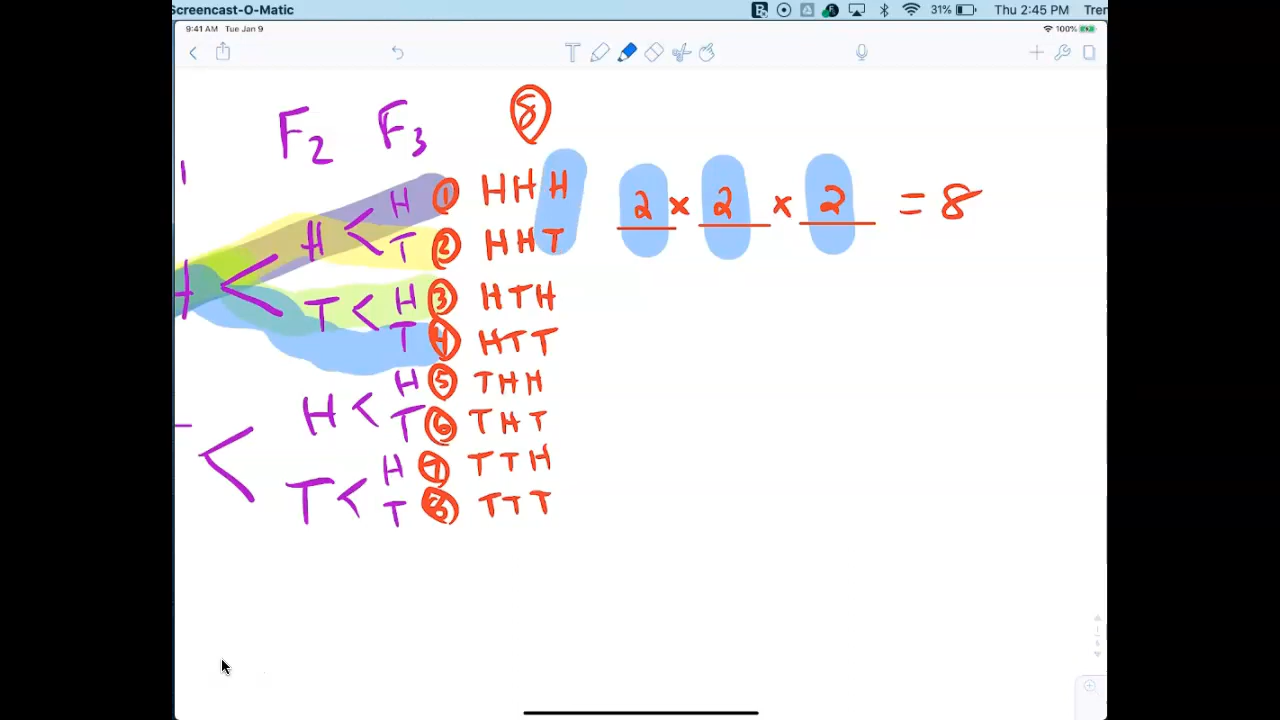 Screencast-O-Matic 31% Thu 2:45 PM Tren
9:41 AM Tue Jan 9 100%
T
F2 F3 8
H 1 HHH 2 x 2 x 2 = 8
H
T 2 HHT
H
H 3 HTH
T
T 4 HTT
H 5 THH
H
T 6 THT
H 7 TTH
T
T 8 TTT